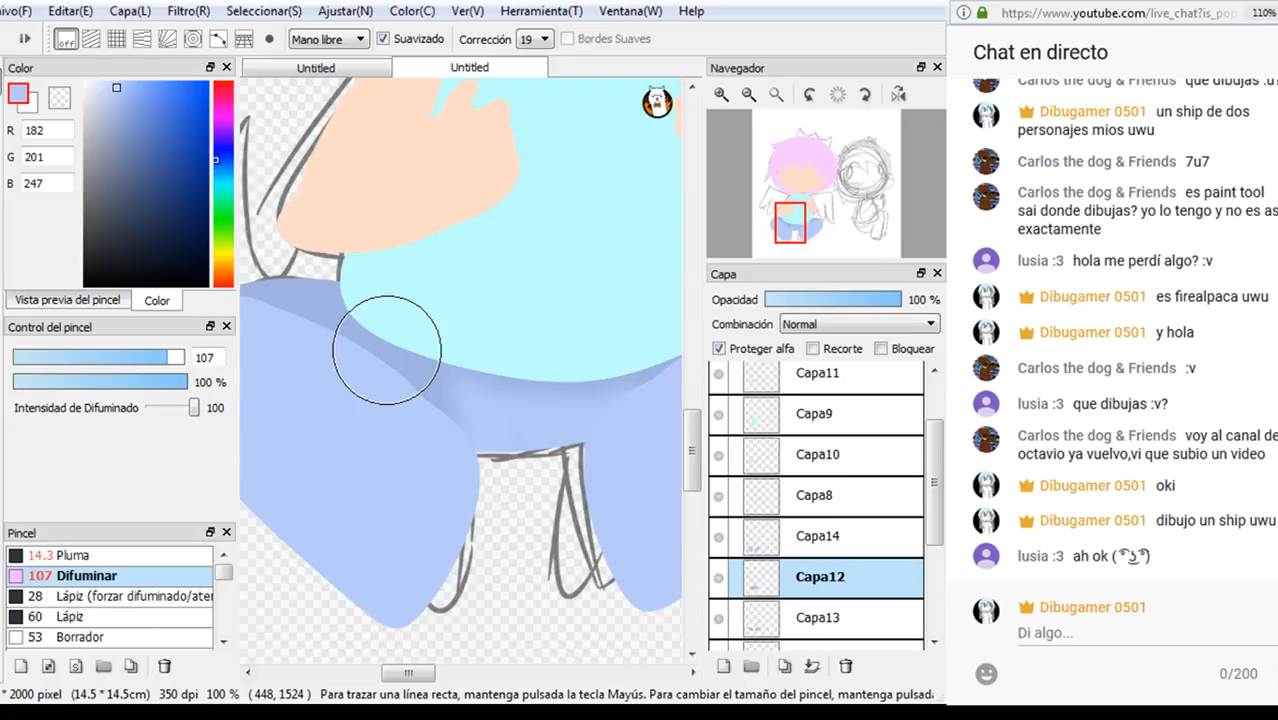 ivo(F) Editar(E) Capa(L) Filtro(R) Seleccionar(S) Ajustar(N) Color(C) Ver(V) Herramienta(T) Ventana(W) Help
off Mano libre Suavizado Corrección 19 Bordes Suaves
Color
R 182
G 201
B 247
Vista previa del pincel Color
Control del pincel
107
100 %
Intensidad de Difuminado 100
Pincel
14.3 Pluma
107 Difuminar
28 Lápiz (forzar difuminado/ater
60 Lápiz
53 Borrador
Untitled Untitled
Navegador
Capa
Opacidad 100 %
Combinación Normal
Proteger alfa Recorte Bloquear
Capa11
Capa9
Capa10
Capa8
Capa14
Capa12
Capa13
* 2000 pixel (14.5 * 14.5cm) 350 dpi 100 % (448, 1524) Para trazar una línea recta, mantenga pulsada la tecla Mayús. Para cambiar el tamaño del pincel, mantenga pulsada
https://www.youtube.com/live_chat?is_pop 110%
Chat en directo
Carlos the dog & Friends que dibujas :u
Dibugamer 0501 un ship de dos
personajes mios uwu
Carlos the dog & Friends 7u7
Carlos the dog & Friends es paint tool
sai donde dibujas? yo lo tengo y no es as
exactamente
lusia :3 hola me perdí algo? :v
Dibugamer 0501 es firealpaca uwu
Dibugamer 0501 y hola
Carlos the dog & Friends :v
lusia :3 que dibujas :v?
Carlos the dog & Friends voy al canal de
octavio ya vuelvo,vi que subio un video
Dibugamer 0501 oki
Dibugamer 0501 dibujo un ship uwu
lusia :3 ah ok ( ͡° ͜ʖ ͡°)
Dibugamer 0501
Di algo...
0/200